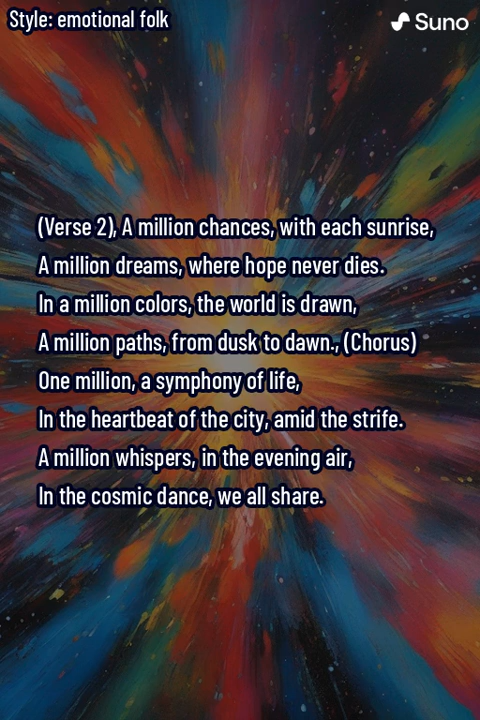 Style: emotional folk
Suno
(Verse 2), A million chances, with each sunrise,
A million dreams, where hope never dies.
In a million colors, the world is drawn,
A million paths, from dusk to dawn., (Chorus)
One million, a symphony of life,
In the heartbeat of the city, amid the strife.
A million whispers, in the evening air,
In the cosmic dance, we all share.